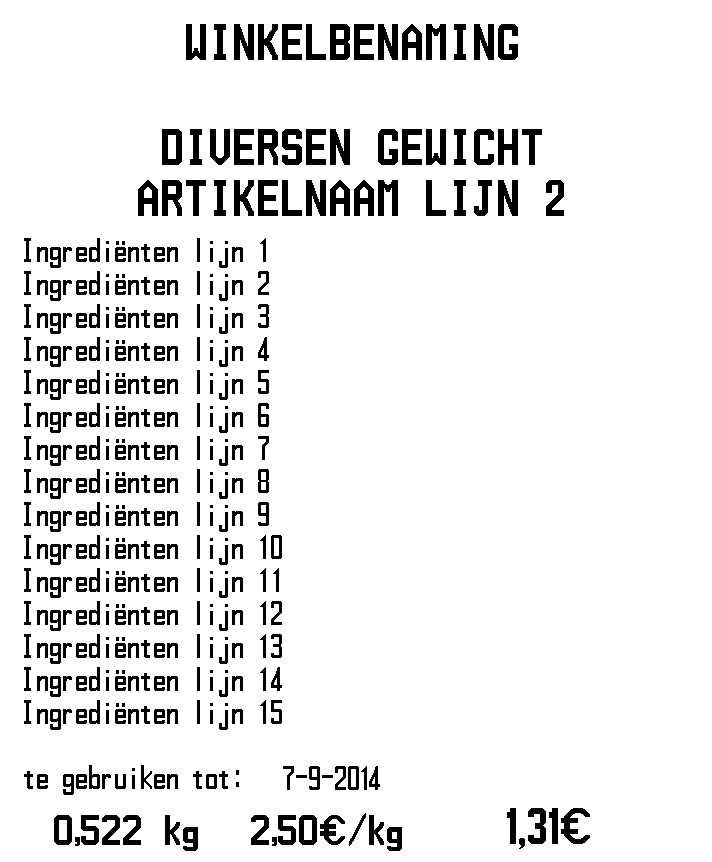 WINKELBENAMING
DIVERSEN GEWICHT
ARTIKELNAAM LIJN 2
Ingrediënten lijn 1
Ingrediënten lijn 2
Ingrediënten lijn 3
Ingrediënten lijn 4
Ingrediënten lijn 5
Ingrediënten lijn 6
Ingrediënten lijn 7
Ingrediënten lijn 8
Ingrediënten lijn 9
Ingrediënten lijn 10
Ingrediënten lijn 11
Ingrediënten lijn 12
Ingrediënten lijn 13
Ingrediënten lijn 14
Ingrediënten lijn 15
te gebruiken tot: 7-9-2014
0,522 kg 2,50€/kg 1,31€